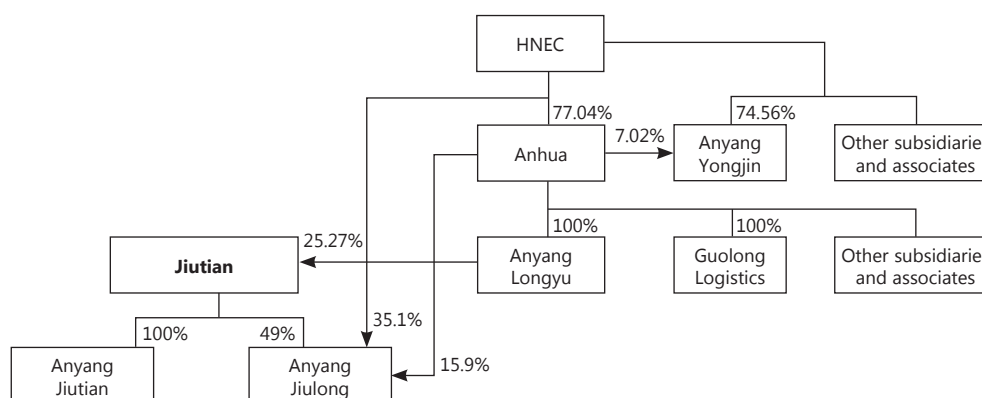 HNEC
77.04%
7.02%
74.56%
Anhua
Anyang
Yongjin
Other subsidiarie
and associates
25.27%
100%
100%
Jiutian
Anyang
Longyu
Guolong
Logistics
Other subsidiarie
and associates
100%
49%
35.1%
15.9%
Anyang
Jiutian
Anyang
Jiulong